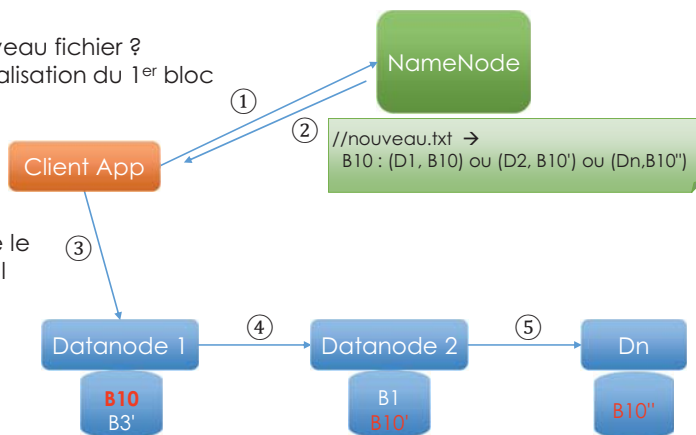 veau fichier ?
alisation du 1er bloc
NameNode
①
②
//nouveau.txt →
B10 : (D1, B10) ou (D2, B10') ou (Dn,B10")
Client App
e le
l
③
④
⑤
Datanode 1
Datanode 2
Dn
B10
B3'
B1
B10'
B10"